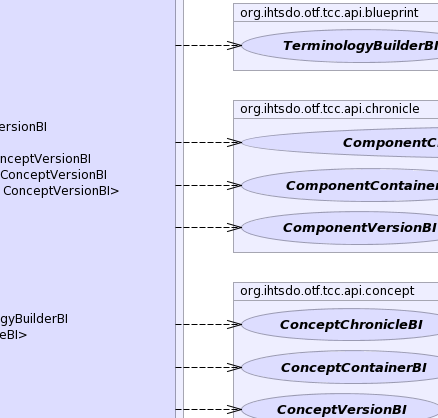 org.ihtsdo.otf.tcc.api.blueprint
TerminologyBuilderBI
org.ihtsdo.otf.tcc.api.chronicle
ersionBI
ComponentC
nceptVersionBI
ConceptVersionBI
ComponentContainer
ConceptVersionBI>
ComponentVersionBI
org.ihtsdo.otf.tcc.api.concept
gyBuilderBI
ConceptChronicleBI
eBI>
ConceptContainerBI
ConceptVersionBI